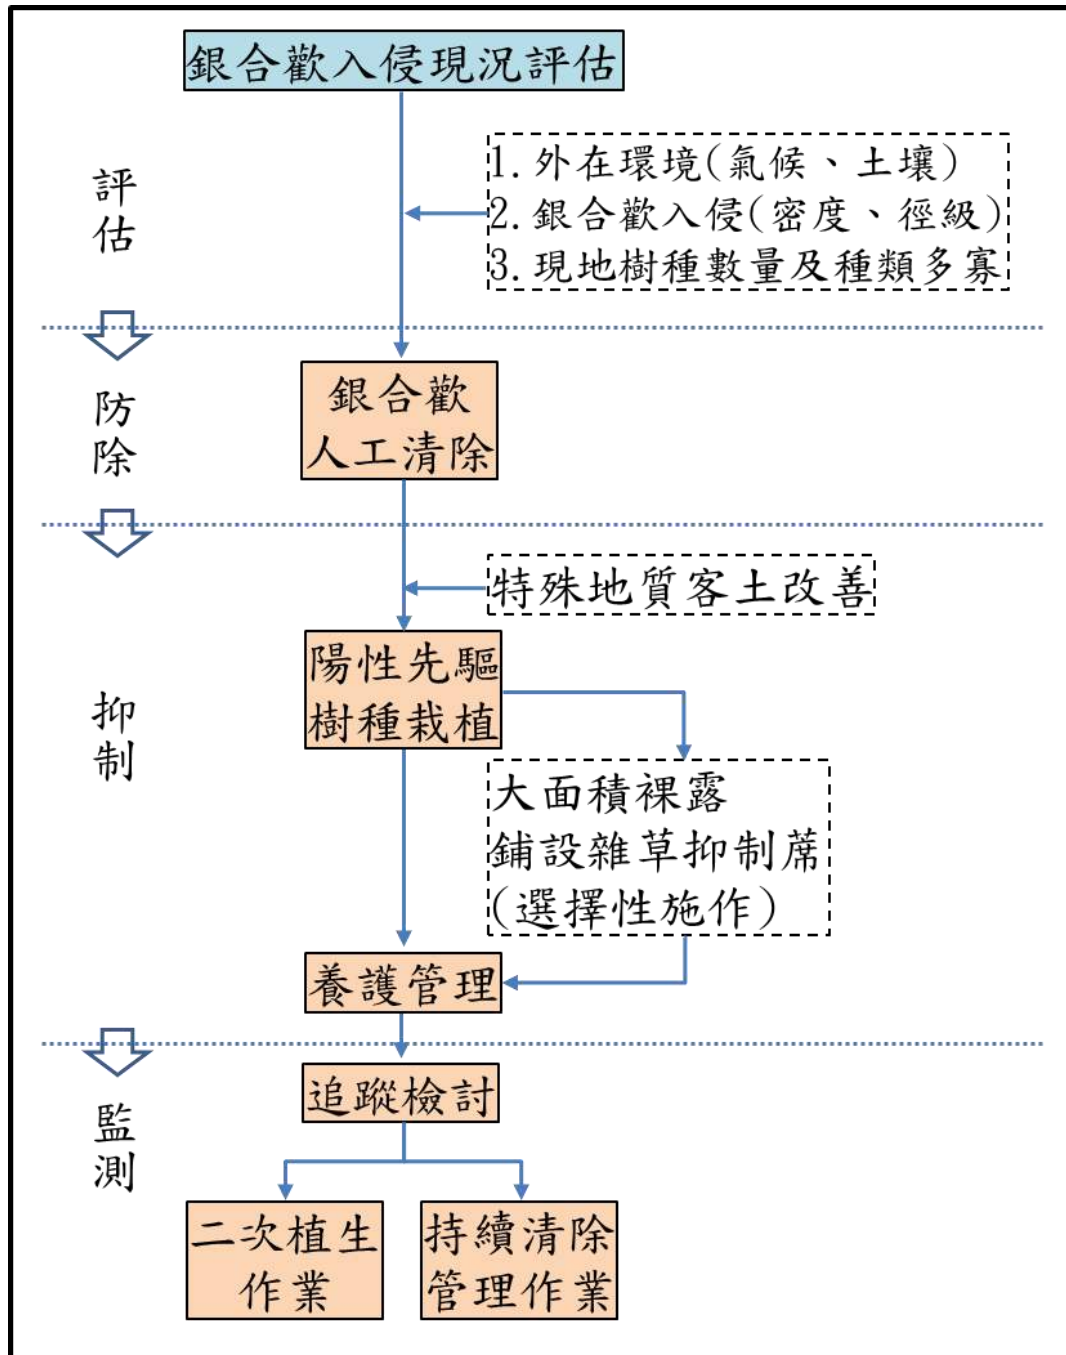 銀合歡入侵現況評估
評估
1.外在環境(氣候、土壤)
2.銀合歡入侵(密度、徑級)
3.現地樹種數量及種類多寡
防除
銀合歡
人工清除
抑制
特殊地質客土改善
陽性先驅
樹種栽植
大面積裸露
鋪設雜草抑制蓆
(選擇性施作)
養護管理
監測
追蹤檢討
二次植生
作業
持續清除
管理作業